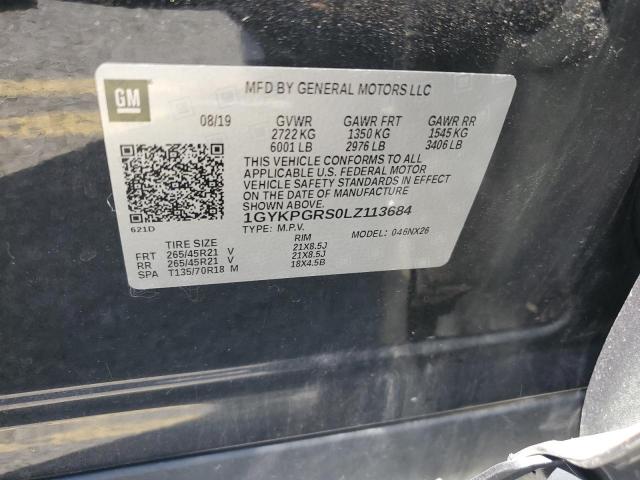 GM
MFD BY GENERAL MOTORS LLC
08/19 GVWR GAWR FRT GAWR RR
2722 KG 1350 KG 1545 KG
6001 LB 2976 LB 3406 LB
THIS VEHICLE CONFORMS TO ALL
APPLICABLE U.S. FEDERAL MOTOR
VEHICLE SAFETY STANDARDS IN EFFECT
ON THE DATE OF MANUFACTURE
SHOWN ABOVE.
621D
1GYKPGRS0LZ113684
TYPE: M.P.V. MODEL: 046NX26
TIRE SIZE RIM
FRT 265/45R21 V 21X8.5J
RR 265/45R21 V 21X8.5J
SPA T135/70R18 M 18X4.5B